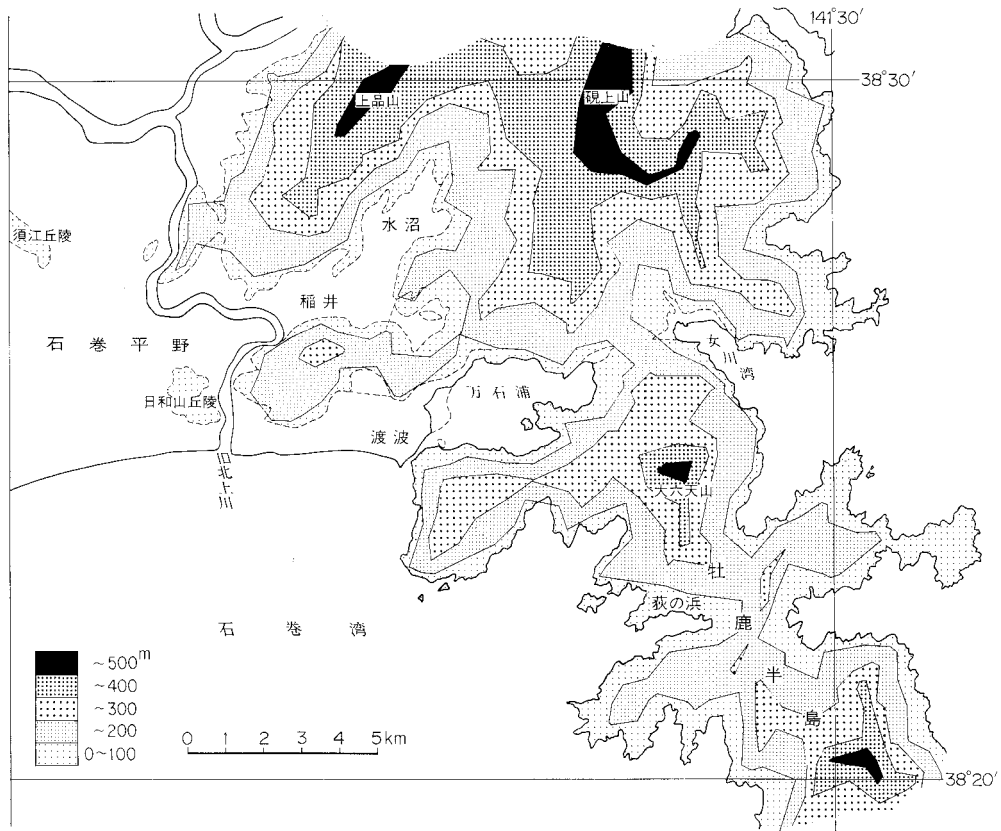 141°30′
38°30′
上品山
硯上山
須江丘陵
水沼
稲井
石巻平野
女川湾
万石浦
日和山丘陵
渡波
旧北上川
大六天山
牡鹿半島
荻の浜
石巻湾
~500m
~400
~300
~200
0~100
0 1 2 3 4 5km
38°20′